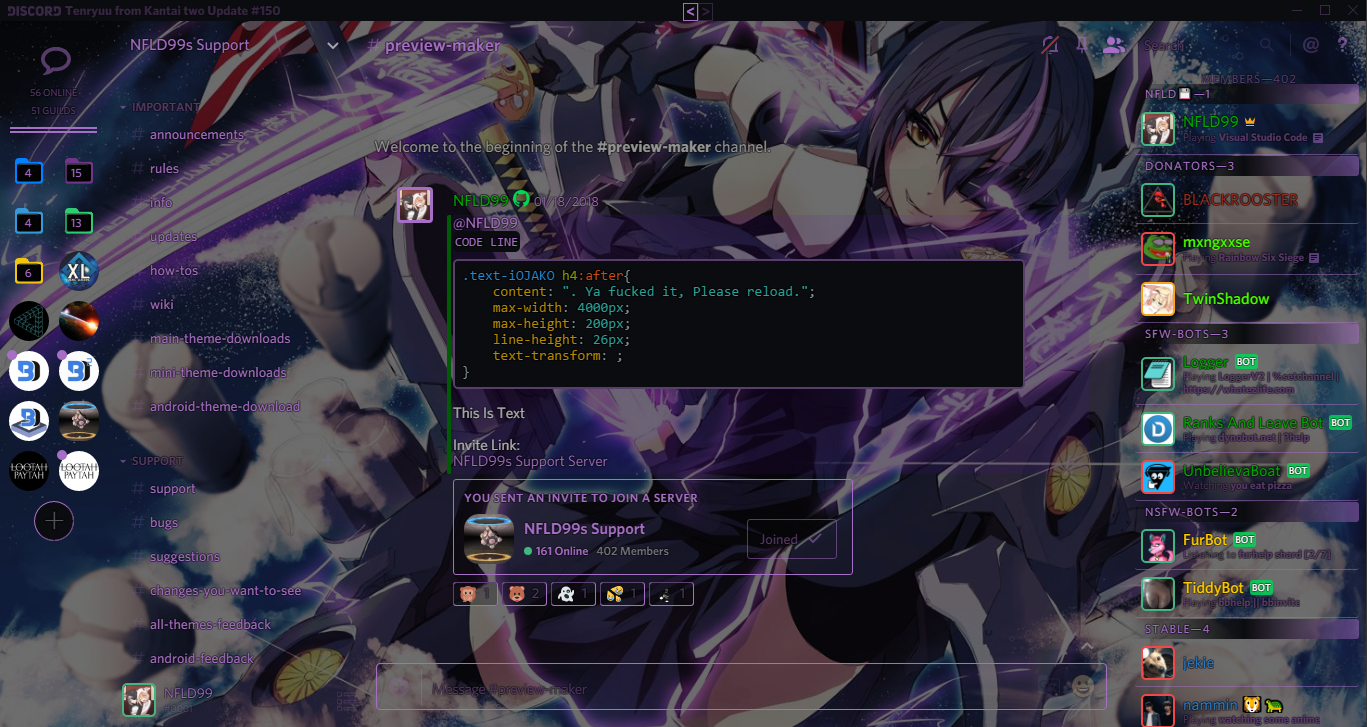 DISCORD Tenryuu from Kantai two Update #150
< >
56 ONLINE
51 GUILDS
4
15
4
13
6
XL
LOOTAH
PAYTAH
LOOTAH
PAYTAH
NFLD99s Support
IMPORTANT
# announcements
# rules
# info
# updates
# how-tos
# wiki
# main-theme-downloads
# mini-theme-downloads
# android-theme-download
SUPPORT
# support
# bugs
# suggestions
# changes-you-want-to-see
# all-themes-feedback
# android-feedback
NFLD99
# preview-maker
Search
@ ?
Welcome to the beginning of the #preview-maker channel.
NFLD99 01/18/2018
@NFLD99
CODE LINE
.text-iOJAKO h4:after{
content: ". Ya fucked it, Please reload.";
max-width: 4000px;
max-height: 200px;
line-height: 26px;
text-transform: ;
}
This Is Text
Invite Link:
NFLD99s Support Server
YOU SENT AN INVITE TO JOIN A SERVER
NFLD99s Support
161 Online 402 Members
Joined
1
2
1
1
1
Message #preview-maker
MEMBERS—402
NFLD💾—1
NFLD99
Playing Visual Studio Code
DONATORS—3
BLACKROOSTER
mxngxxse
Playing Rainbow Six Siege
TwinShadow
SFW-BOTS—3
Logger BOT
Playing LoggerV2 | %setchannel |
https://whatezlife.com
Ranks And Leave Bot BOT
Playing dynobot.net | ?help
UnbelievaBoat BOT
Watching you eat pizza
NSFW-BOTS—2
FurBot BOT
Listening to furhelp shard [2/7]
TiddyBot BOT
Playing bbhelp || bbinvite
STABLE—4
jekie
nammin 🐯🐢
Playing watching some anime